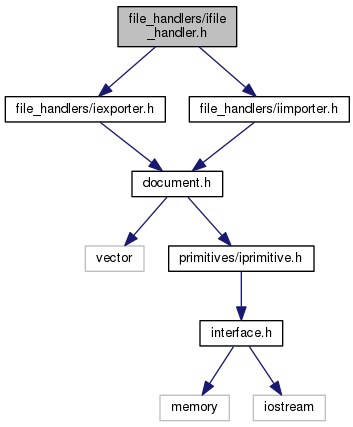 file_handlers/ifile
_handler.h
file_handlers/iexporter.h
file_handlers/iimporter.h
document.h
vector
primitives/iprimitive.h
interface.h
memory
iostream